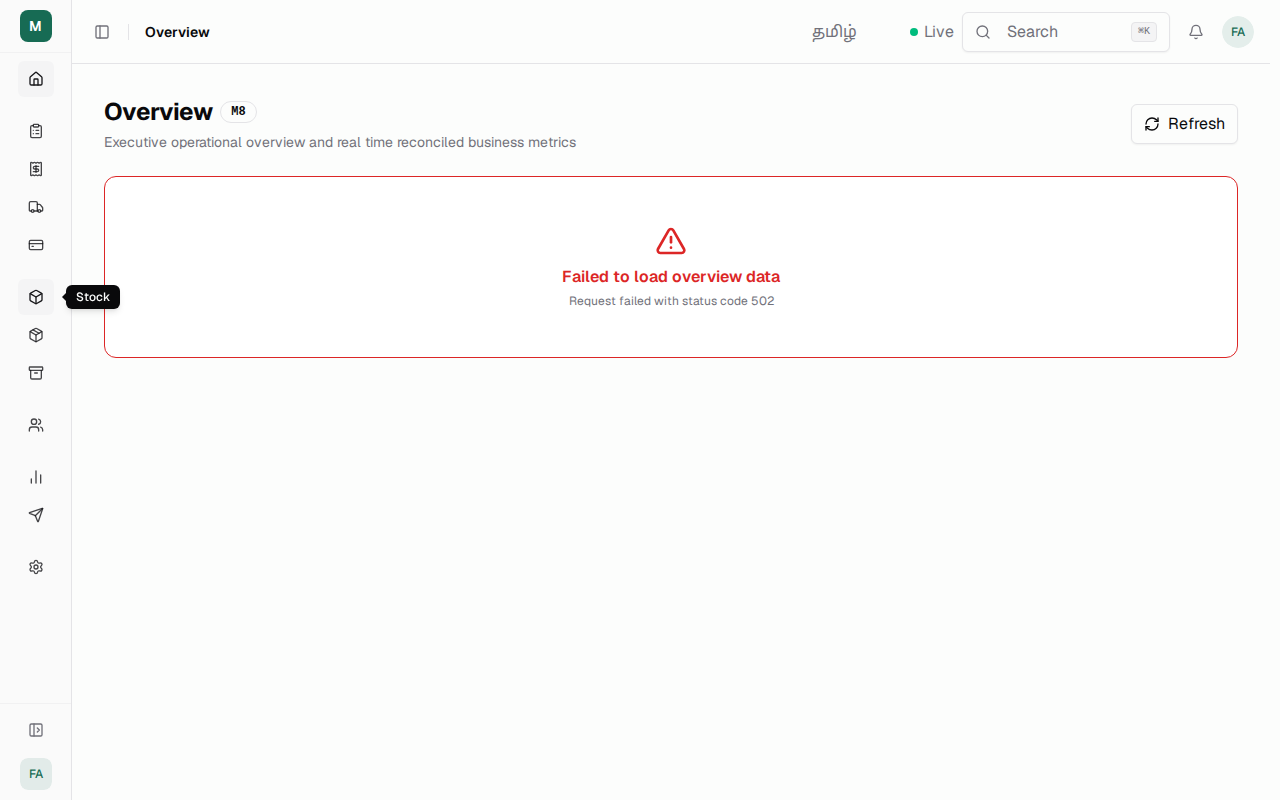 M
Overview
தமிழ்
Live
Search
⌘K
FA
Overview
M8
Executive operational overview and real time reconciled business metrics
Refresh
Stock
Failed to load overview data
Request failed with status code 502
FA